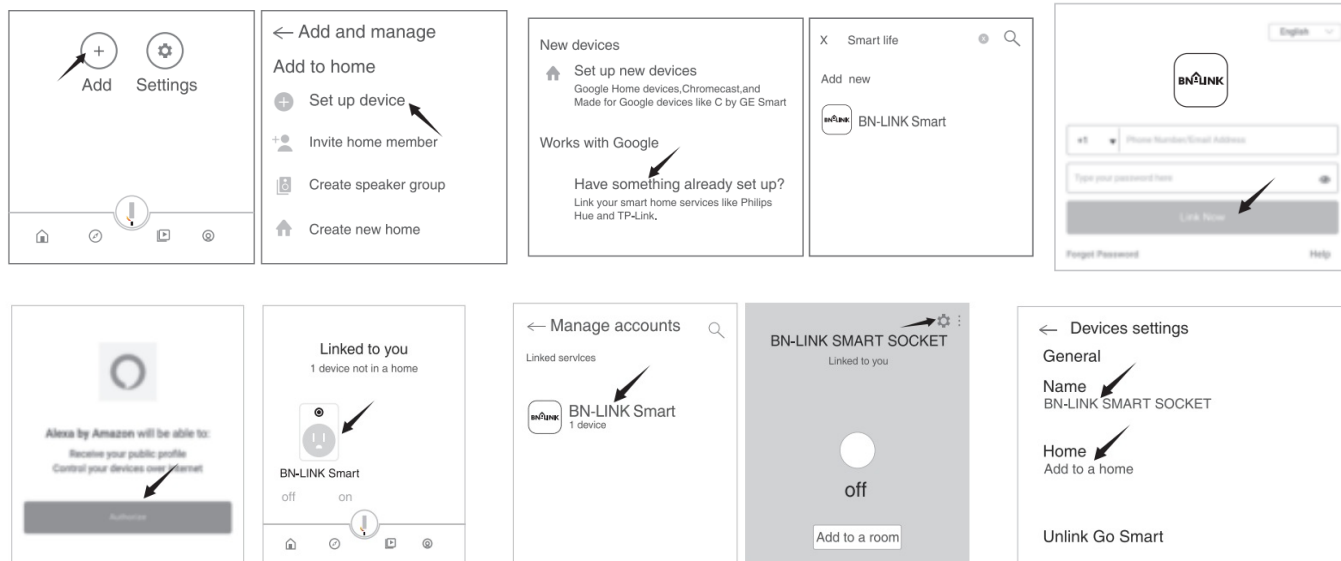 Add
Settings
Add and manage
Add to home
Set up device
Invite home member
Create speaker group
Create new home
New devices
Set up new devices
Google Home devices,Chromecast,and
Made for Google devices like C by GE Smart
Works with Google
Have something already set up?
Link your smart home services like Philips
Hue and TP-Link.
X Smart life
Add new
BN-LINK
BN-LINK Smart
English
BN-LINK
+1 Phone Number/Email Address
Type your password here
Link Now
Forgot Password
Help
Alexa by Amazon will be able to:
Receive your public profile
Control your devices over Internet
Authorize
Linked to you
1 device not in a home
BN-LINK Smart
off on
Manage accounts
Linked services
BN-LINK
BN-LINK Smart
1 device
BN-LINK SMART SOCKET
Linked to you
off
Add to a room
Devices settings
General
Name
BN-LINK SMART SOCKET
Home
Add to a home
Unlink Go Smart